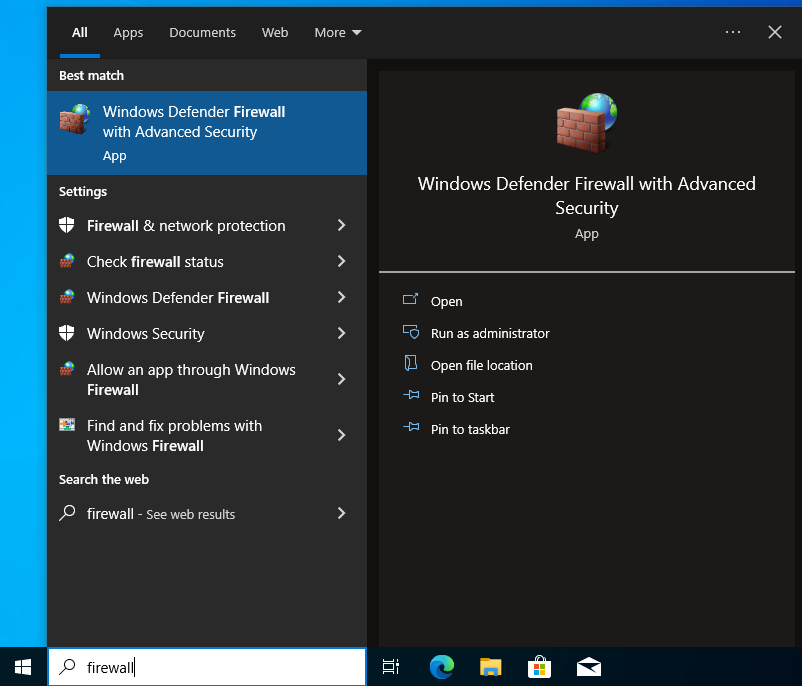 All Apps Documents Web More
Best match
Windows Defender Firewall
with Advanced Security
App
Settings
Firewall & network protection
Check firewall status
Windows Defender Firewall
Windows Security
Allow an app through Windows
Firewall
Find and fix problems with
Windows Firewall
Search the web
firewall - See web results
Windows Defender Firewall with Advanced
Security
App
Open
Run as administrator
Open file location
Pin to Start
Pin to taskbar
firewall